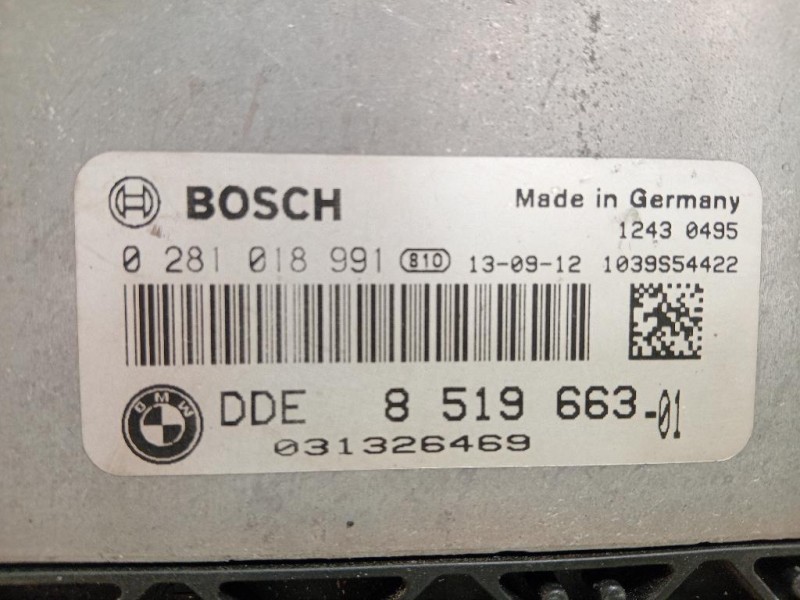 BOSCH
Made in Germany
1243 0495
0 281 018 991 810 13-09-12 1039S54422
BMW
DDE 8 519 663-01
031326469